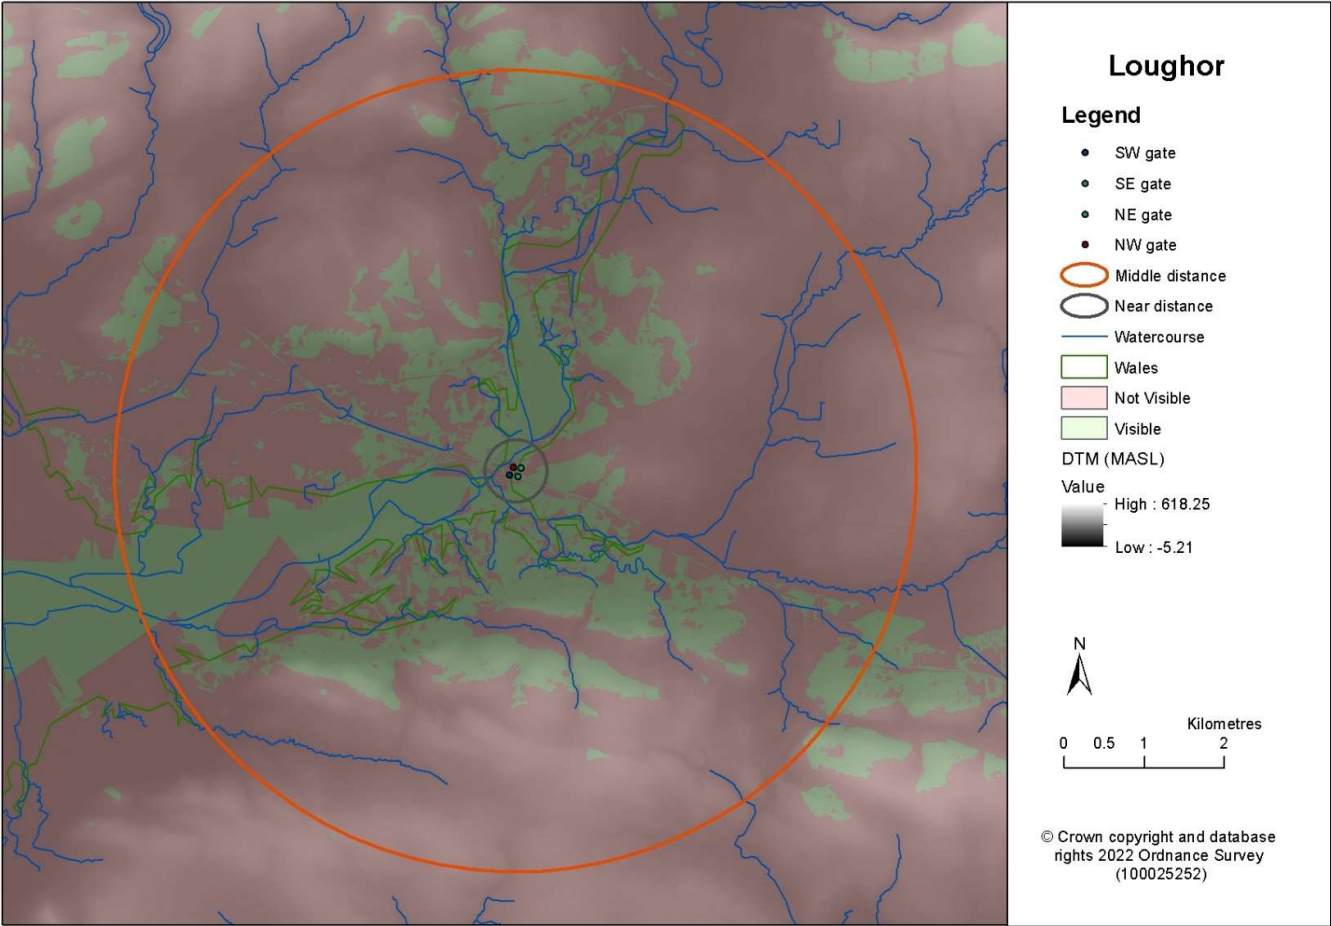 Loughor
Legend
SW gate
SE gate
NE gate
NW gate
Middle distance
Near distance
Watercourse
Wales
Not Visible
Visible
DTM (MASL)
Value
High : 618.25
Low : -5.21
N
Kilometres
0 0.5 1 2
© Crown copyright and database
rights 2022 Ordnance Survey
(100025252)